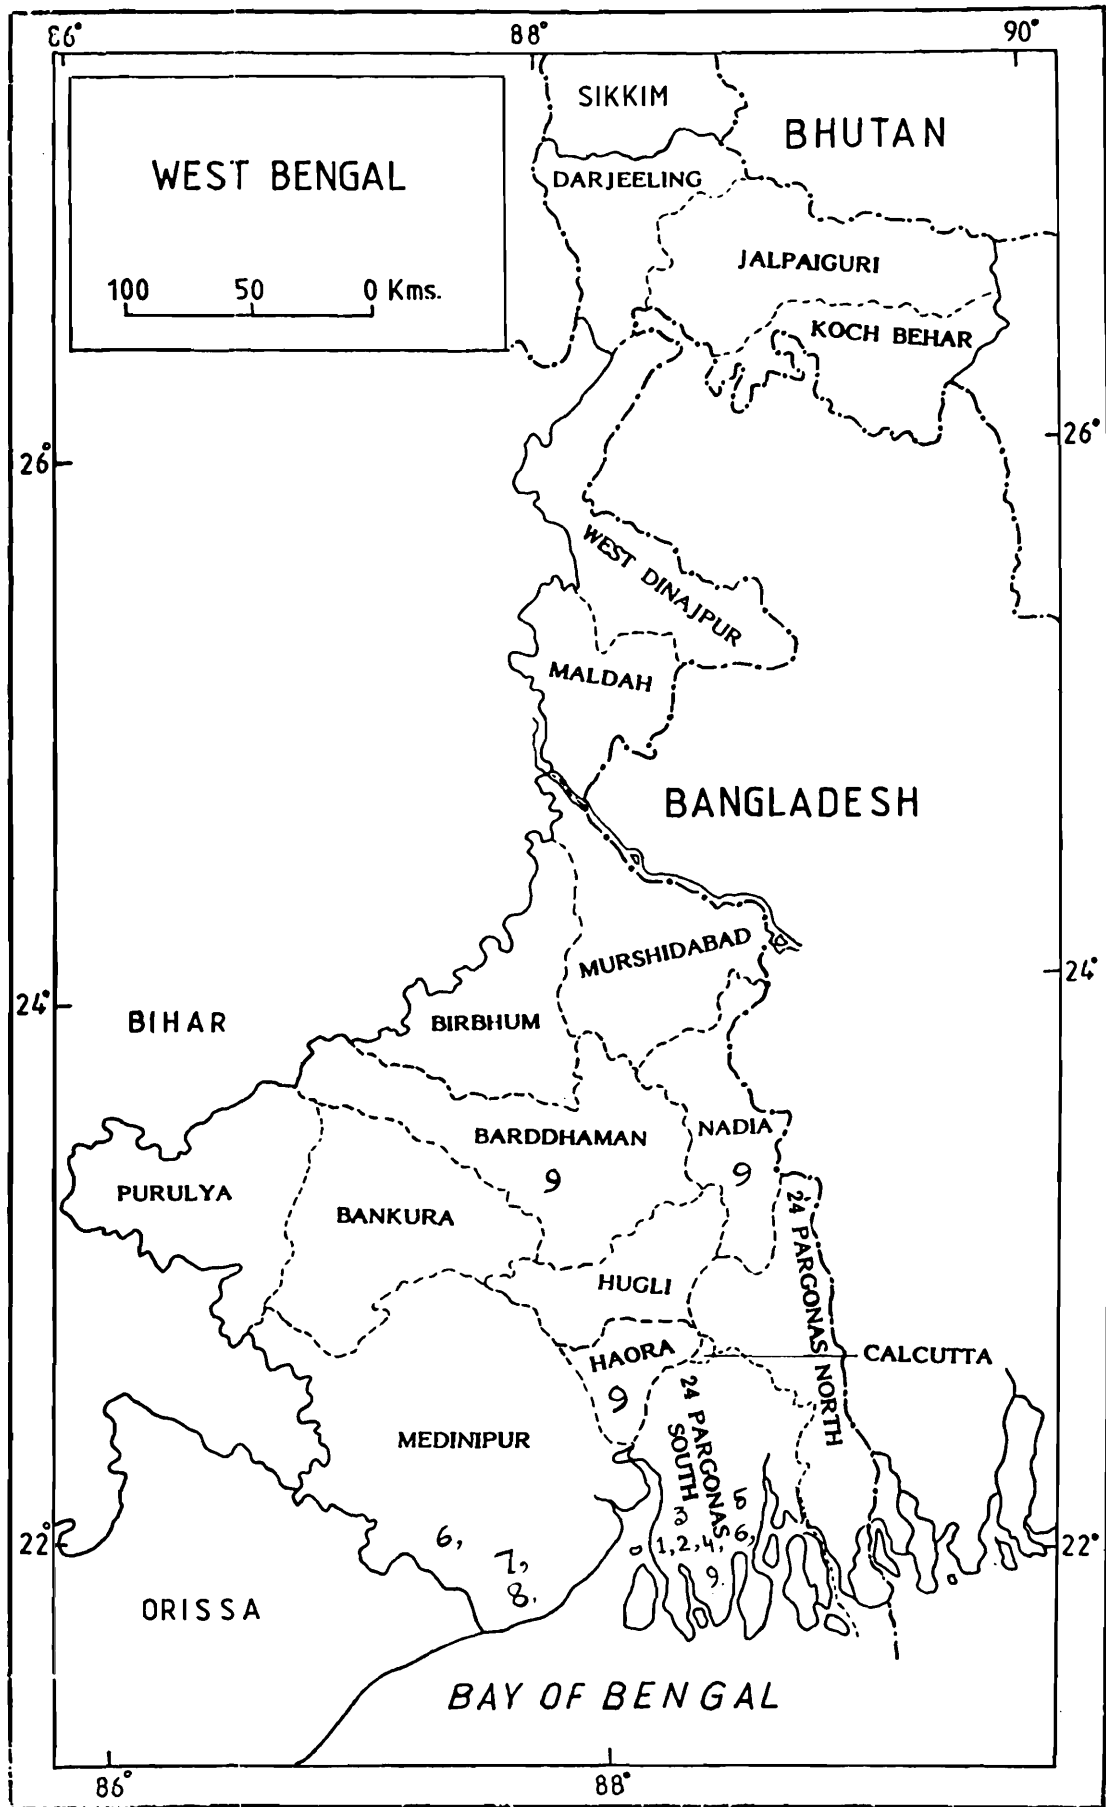 86° 88° 90°
SIKKIM
BHUTAN
WEST BENGAL
DARJEELING
JALPAIGURI
100 50 0 Kms.
KOCH BEHAR
26° 26°
WEST DINAJPUR
MALDAH
BANGLADESH
MURSHIDABAD
24° 24°
BIHAR
BIRBHUM
BARDDHAMAN
NADIA
9 9
PURULYA
BANKURA
24 PARGONAS NORTH
HUGLI
HAORA
CALCUTTA
9
24 PARGONAS
SOUTH
MEDINIPUR
5
3
6,
1,2,4, 6,
22° 22°
7,
8.
9.
ORISSA
BAY OF BENGAL
86° 88°